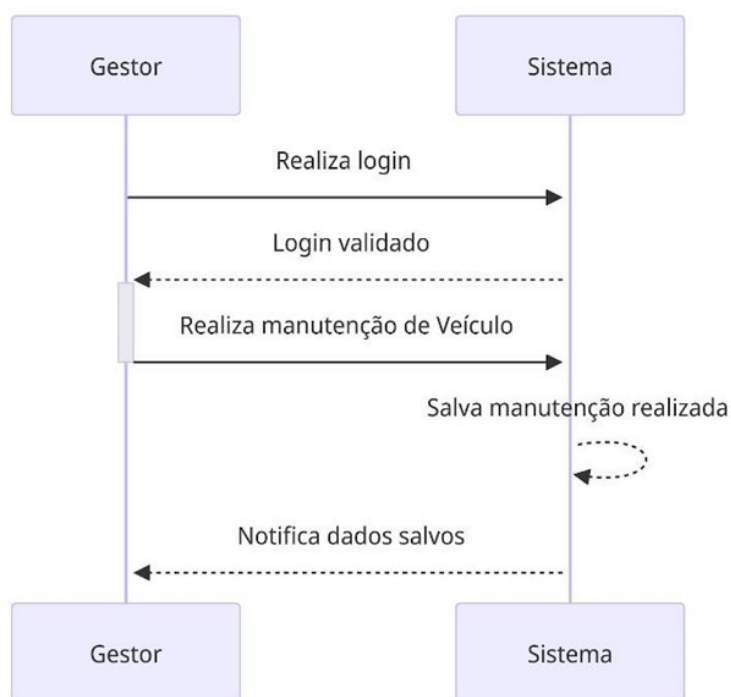 Gestor
Sistema
Realiza login
Login validado
Realiza manutenção de Veículo
Salva manutenção realizada
Notifica dados salvos
Gestor
Sistema